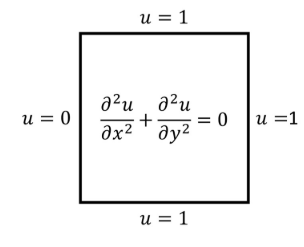 u = 1
u = 0
∂²u/∂x² + ∂²u/∂y² = 0
u =1
u = 1